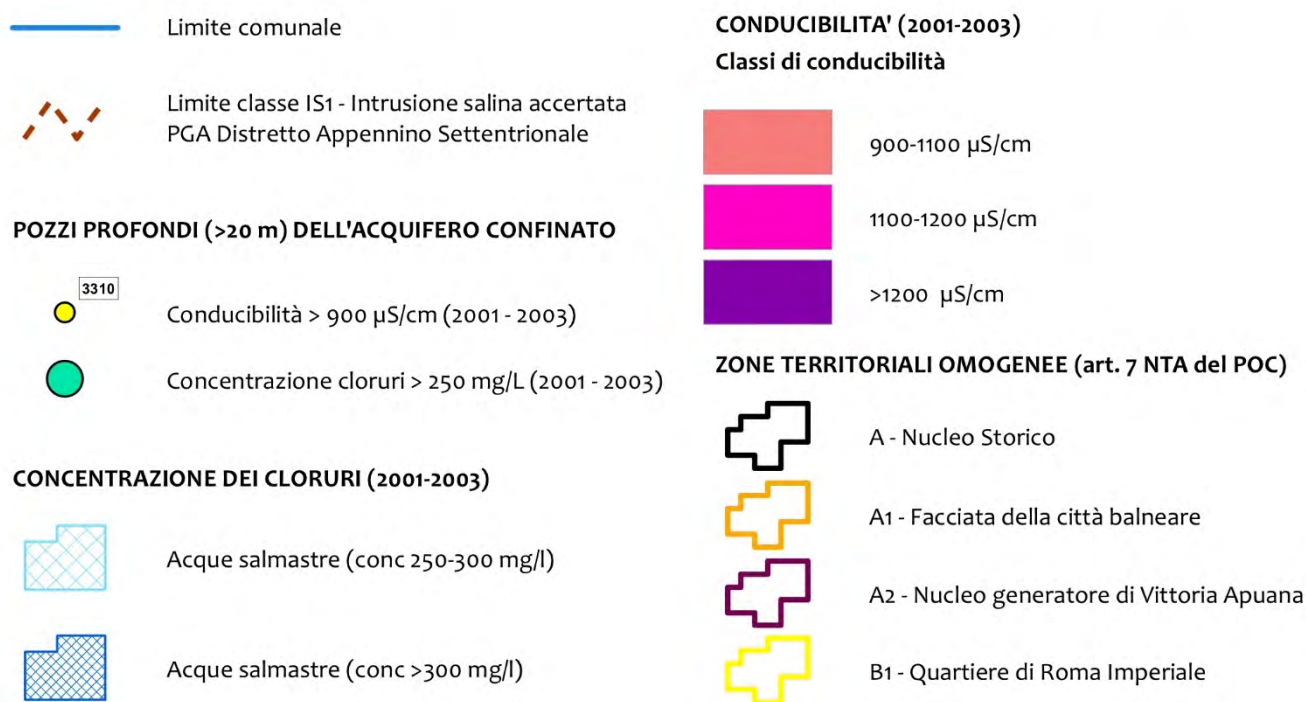 Limite comunale
Limite classe IS1 - Intrusione salina accertata
PGA Distretto Appennino Settentrionale
POZZI PROFONDI (>20 m) DELL'ACQUIFERO CONFINATO
3310
Conducibilità > 900 µS/cm (2001 - 2003)
Concentrazione cloruri > 250 mg/L (2001 - 2003)
CONCENTRAZIONE DEI CLORURI (2001-2003)
Acque salmastre (conc 250-300 mg/l)
Acque salmastre (conc >300 mg/l)
CONDUCIBILITA' (2001-2003)
Classi di conducibilità
900-1100 µS/cm
1100-1200 µS/cm
>1200 µS/cm
ZONE TERRITORIALI OMOGENEE (art. 7 NTA del POC)
A - Nucleo Storico
A1 - Facciata della città balneare
A2 - Nucleo generatore di Vittoria Apuana
B1 - Quartiere di Roma Imperiale